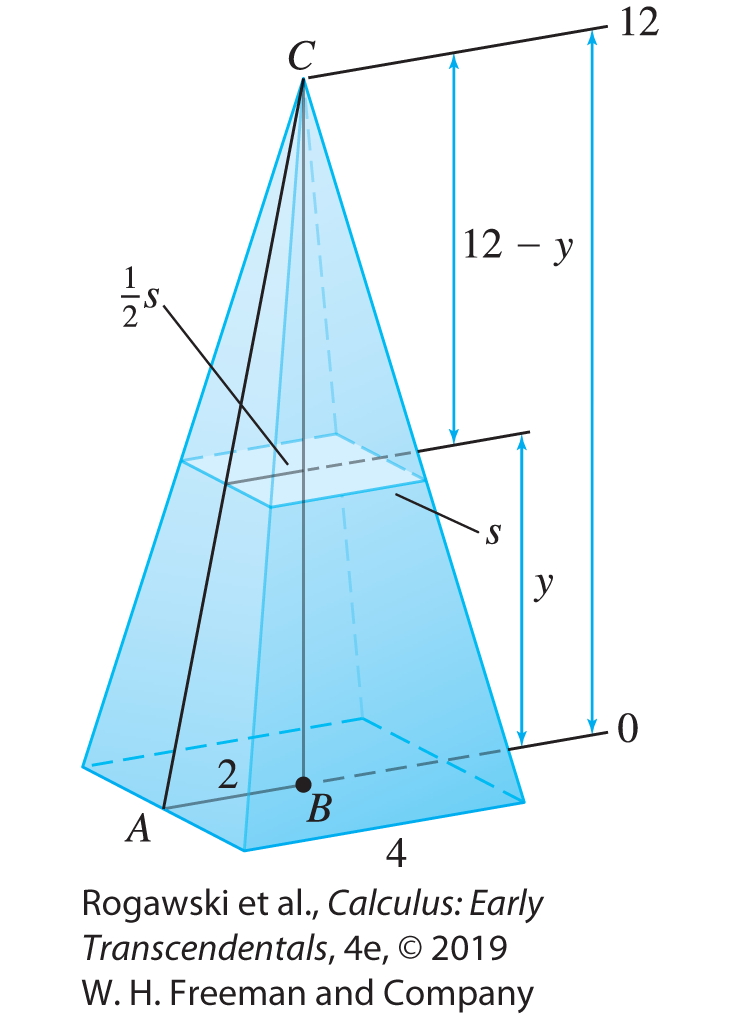 12
C
12 − y
1/2 s
s
y
0
2
B
A
4
Rogawski et al., Calculus: Early
Transcendentals, 4e, © 2019
W. H. Freeman and Company